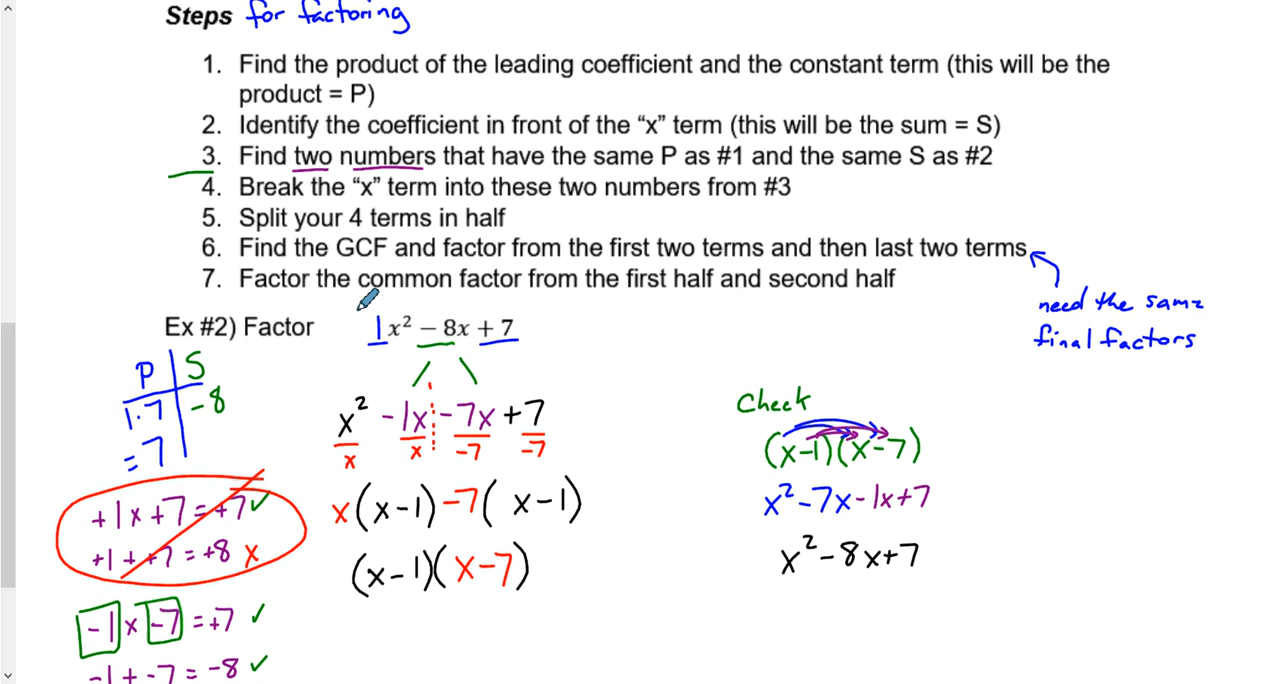 Steps for factoring
1. Find the product of the leading coefficient and the constant term (this will be the
product = P)
2. Identify the coefficient in front of the “x” term (this will be the sum = S)
3. Find two numbers that have the same P as #1 and the same S as #2
4. Break the “x” term into these two numbers from #3
5. Split your 4 terms in half
6. Find the GCF and factor from the first two terms and then last two terms
7. Factor the common factor from the first half and second half
need the same
final factors
Ex #2) Factor 1x² – 8x + 7
P S
1·7 -8
= 7
+1 x +7 = +7 ✓
+1 + +7 = +8 x
-1 x -7 = +7 ✓
-1 + -7 = -8 ✓
x² -1x -7x +7
x x -7 -7
x(x-1) -7(x-1)
(x-1)(x-7)
Check
(x-1)(x-7)
x² -7x -1x +7
x² -8x +7